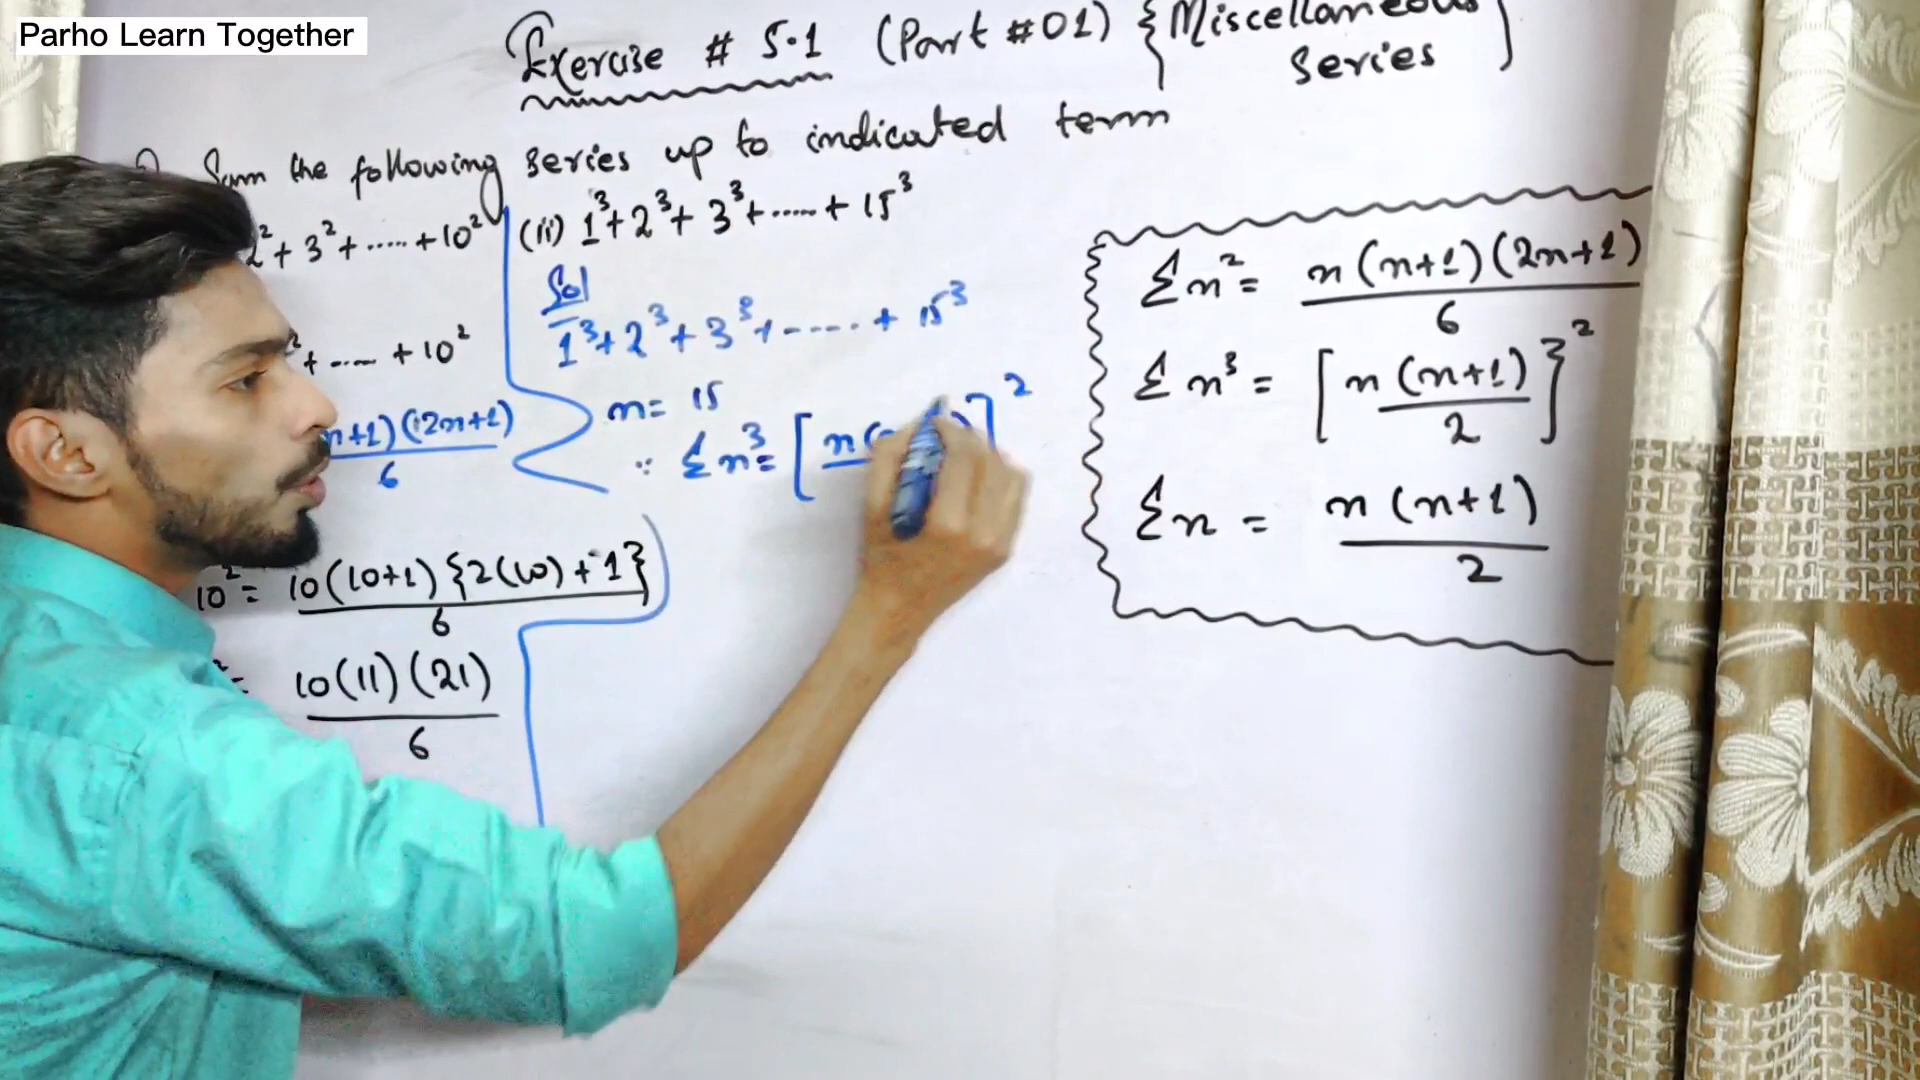 Parho Learn Together
Exercise # 5.1 (Part #01) {Miscellaneous Series}
Sum the following series up to indicated term
2² + 3² + ..... + 10²
² + ..... + 10²
n+1)(2n+1)
6
10² = 10(10+1){2(10)+1}
6
= 10(11)(21)
6
(ii) 1³ + 2³ + 3³ + ..... + 15³
Sol
1³ + 2³ + 3³ + ..... + 15³
n = 15
∵ Σn³ = [n( )]²
Σn² = n(n+1)(2n+1)
6
Σn³ = [n(n+1)}²
2
Σn = n(n+1)
2